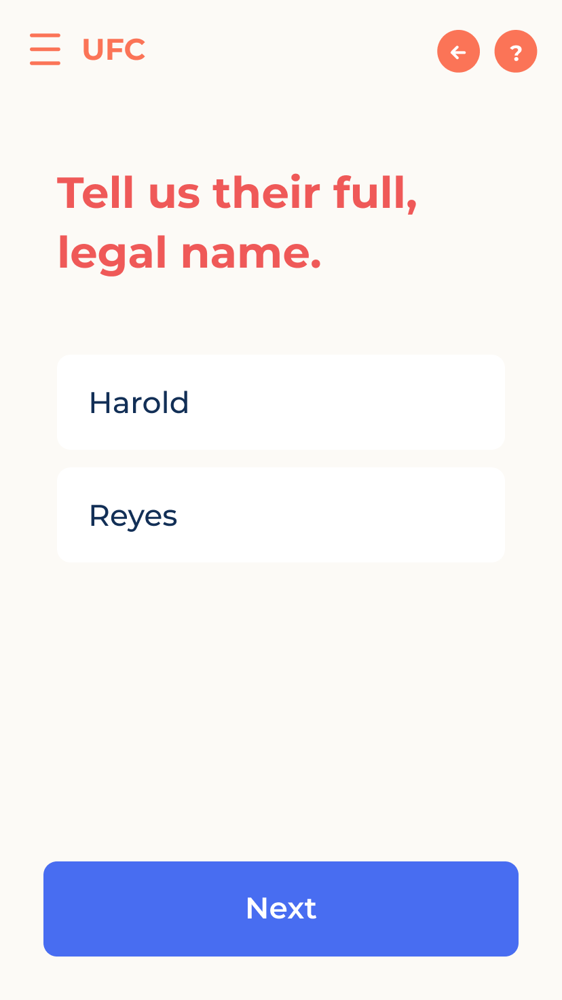 UFC
?
Tell us their full,
legal name.
Harold
Reyes
Next